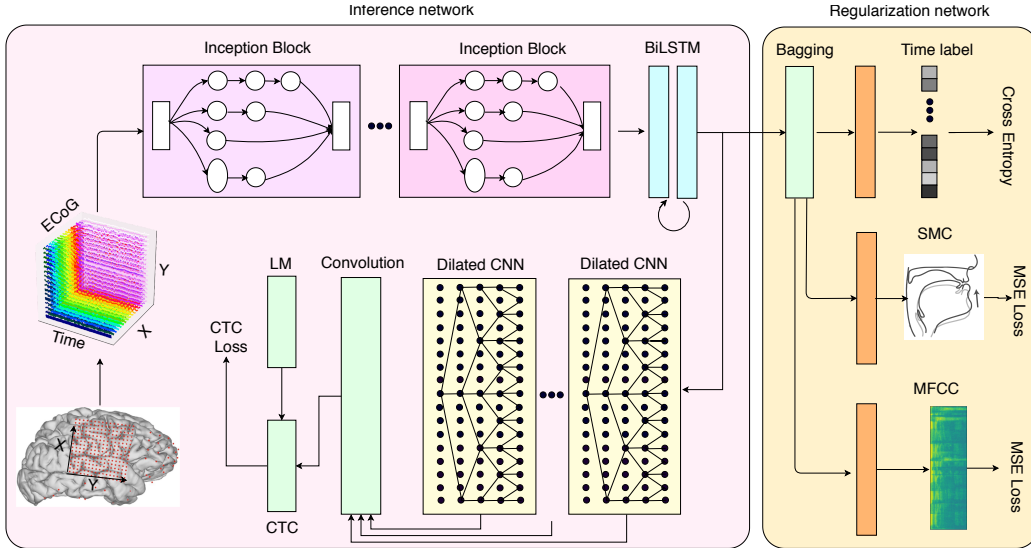 Inference network
Regularization network
Inception Block
Inception Block
BiLSTM
Bagging
Time label
Cross Entropy
ECoG
Y
X
Time
LM
Convolution
Dilated CNN
Dilated CNN
SMC
MSE Loss
CTC
Loss
MFCC
MSE Loss
X
Y
CTC